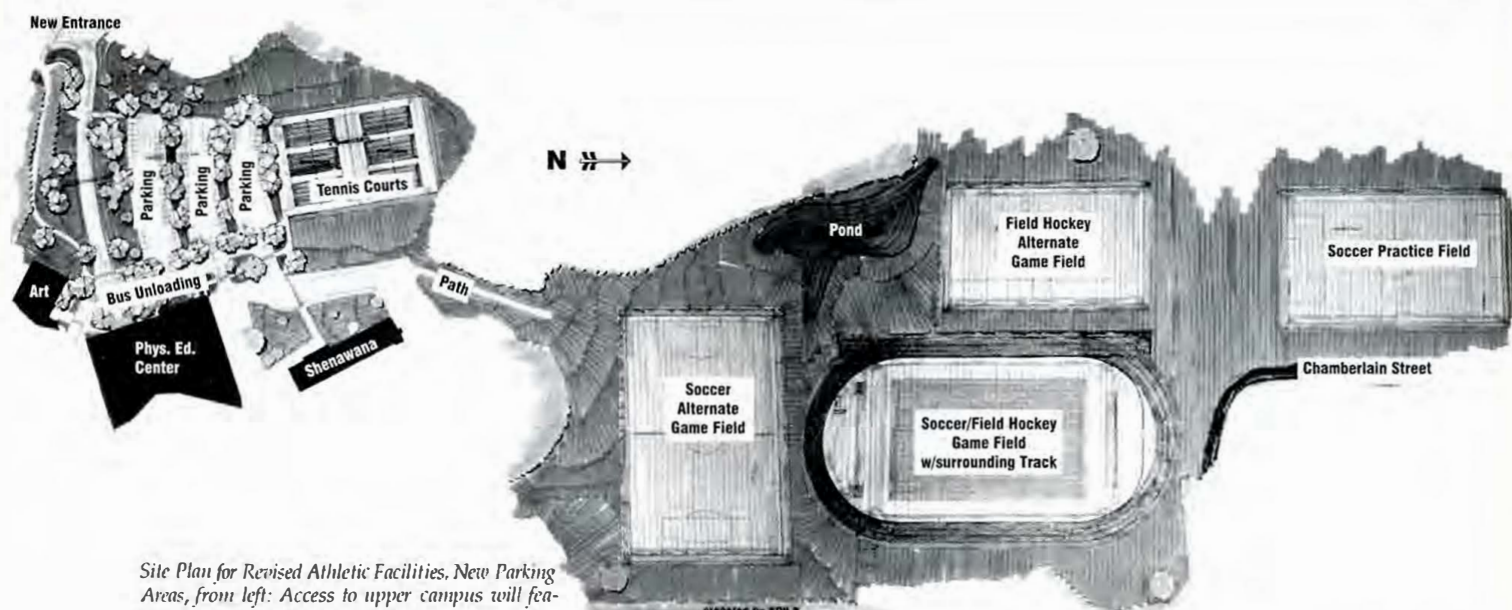 New Entrance
Parking
Parking
Parking
Tennis Courts
N
Art
Bus Unloading
Phys. Ed.
Center
Shenawana
Path
Pond
Field Hockey
Alternate
Game Field
Soccer Practice Field
Soccer
Alternate
Game Field
Soccer/Field Hockey
Game Field
w/surrounding Track
Chamberlain Street
Site Plan for Revised Athletic Facilities, New Parking
Areas, from left: Access to upper campus will fea-